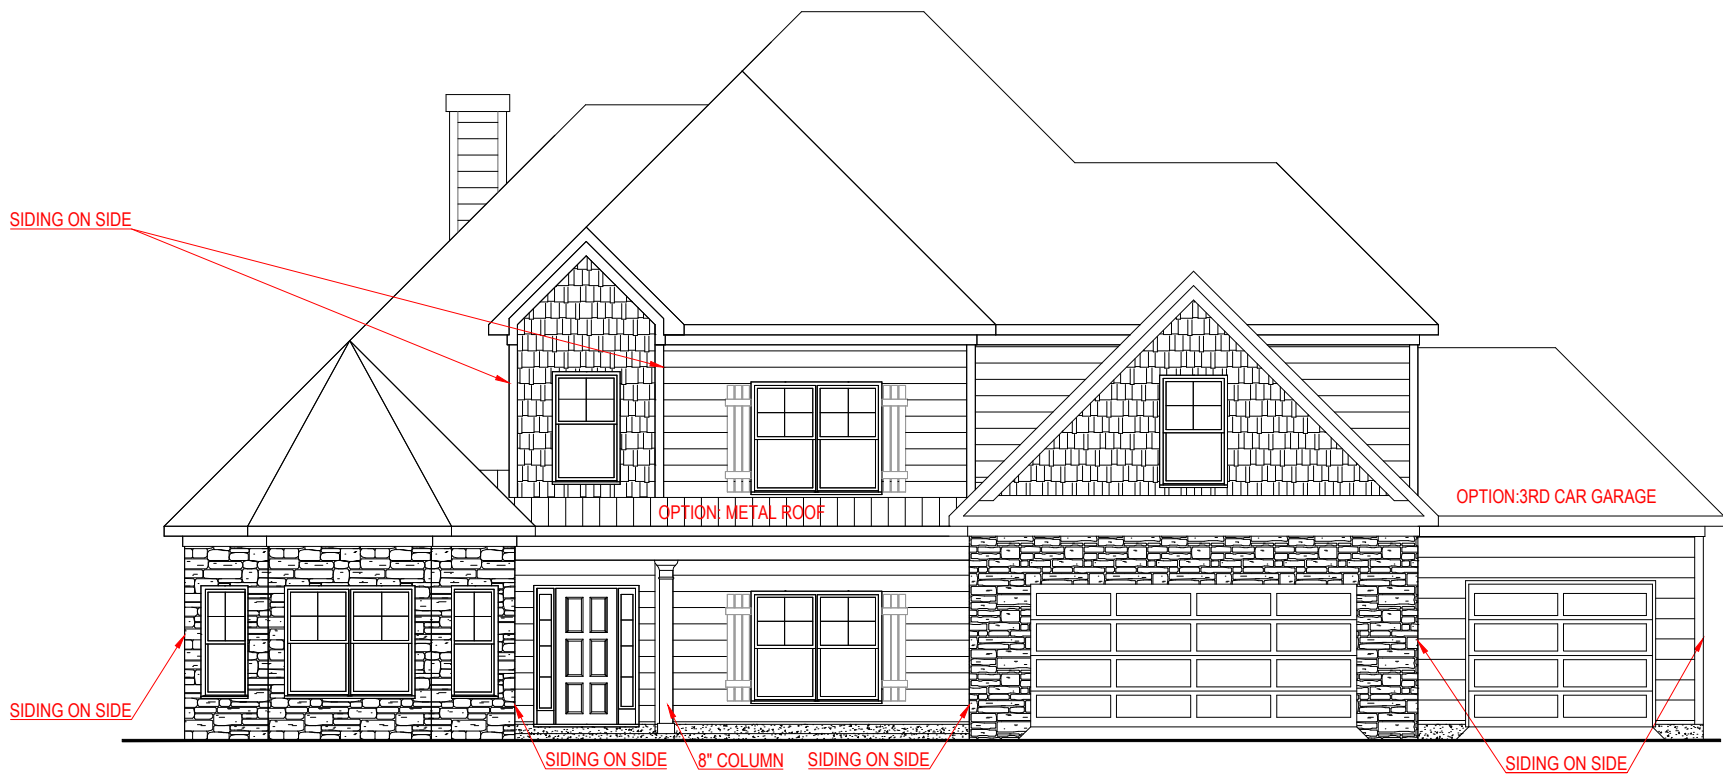 SIDING ON SIDE
OPTION:3RD CAR GARAGE
OPTION: METAL ROOF
SIDING ON SIDE
SIDING ON SIDE
8" COLUMN
SIDING ON SIDE
SIDING ON SIDE